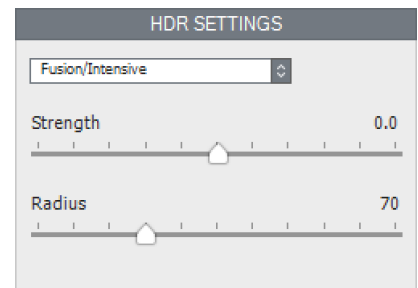 HDR SETTINGS
Fusion/Intensive
Strength 0.0
Radius 70